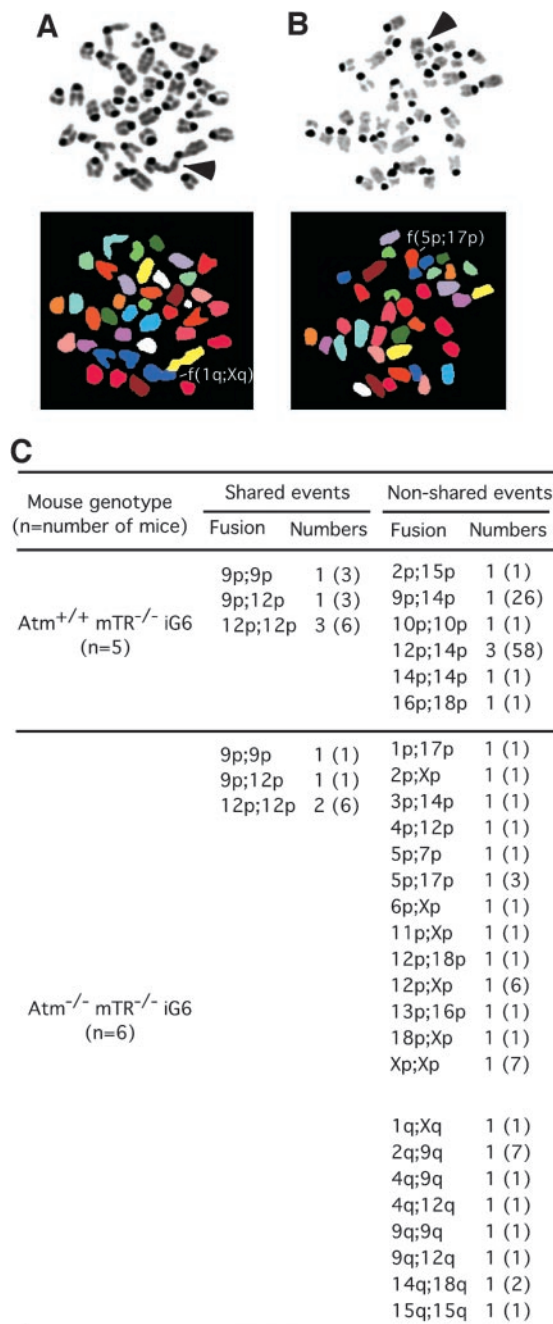 A
B
f(5p;17p)
f(1q;Xq)
C
Mouse genotype (n=number of mice) Shared events Non-shared events
Fusion Numbers Fusion Numbers
Atm+/+ mTR-/- iG6 (n=5)
9p;9p 1 (3) 2p;15p 1 (1)
9p;12p 1 (3) 9p;14p 1 (26)
12p;12p 3 (6) 10p;10p 1 (1)
12p;14p 3 (58)
14p;14p 1 (1)
16p;18p 1 (1)
Atm-/- mTR-/- iG6 (n=6)
9p;9p 1 (1) 1p;17p 1 (1)
9p;12p 1 (1) 2p;Xp 1 (1)
12p;12p 2 (6) 3p;14p 1 (1)
4p;12p 1 (1)
5p;7p 1 (1)
5p;17p 1 (3)
6p;Xp 1 (1)
11p;Xp 1 (1)
12p;18p 1 (1)
12p;Xp 1 (6)
13p;16p 1 (1)
18p;Xp 1 (1)
Xp;Xp 1 (7)
1q;Xq 1 (1)
2q;9q 1 (7)
4q;9q 1 (1)
4q;12q 1 (1)
9q;9q 1 (1)
9q;12q 1 (1)
14q;18q 1 (2)
15q;15q 1 (1)